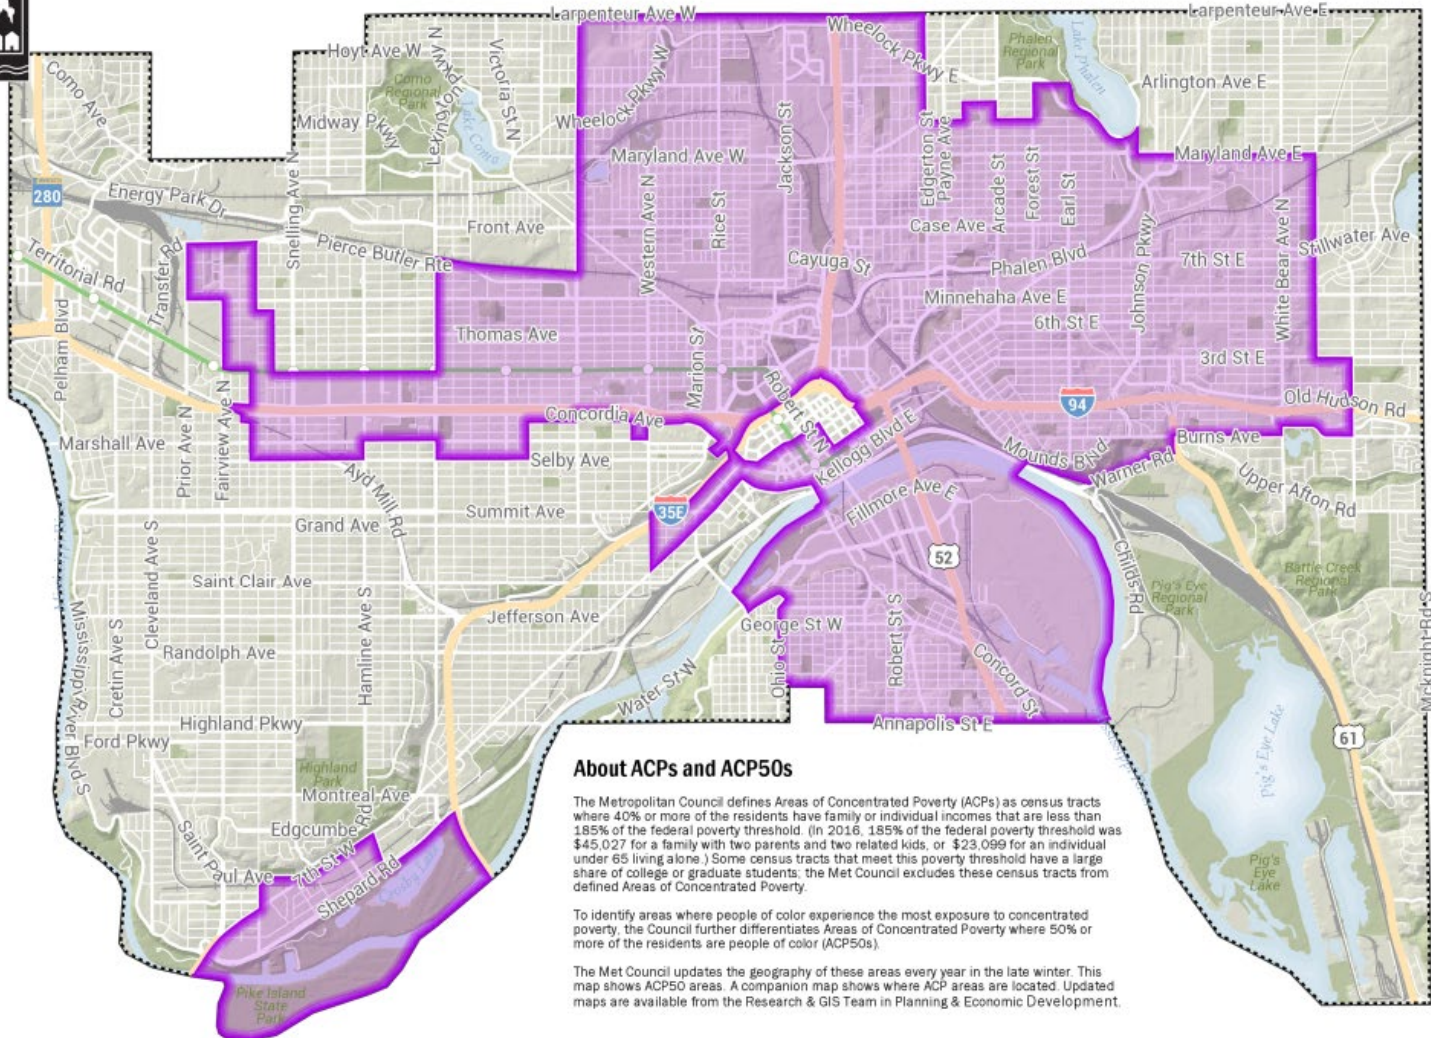 Larpenteur Ave W
Larpenteur Ave E
Wheelock Pkwy E
Hoyt Ave W
Victoria St N
Lexington Pkwy N
Como Ave
Como Regional Park
Lake Como
Midway Pkwy
Wheelock Pkwy W
Phalen Regional Park
Lake Phalen
Arlington Ave E
Maryland Ave W
Jackson St
Edgerton St
Payne Ave
Maryland Ave E
280
Energy Park Dr
Snelling Ave N
Front Ave
Western Ave N
Rice St
Case Ave
Arcade St
Forest St
Earl St
Johnson Pkwy
White Bear Ave N
Stillwater Ave
Territorial Rd
Transfer Rd
Pierce Butler Rte
Cayuga St
Phalen Blvd
7th St E
Minnehaha Ave E
6th St E
Pelham Blvd
Thomas Ave
Marion St
3rd St E
Robert St N
Prior Ave N
Fairview Ave N
Concordia Ave
94
Old Hudson Rd
Marshall Ave
Selby Ave
Kellogg Blvd E
Mounds Blvd
Burns Ave
Warner Rd
Upper Afton Rd
Ayd Mill Rd
35E
Summit Ave
Grand Ave
Fillmore Ave E
52
Cleveland Ave S
Saint Clair Ave
Jefferson Ave
Childs Rd
Pig's Eye Regional Park
Battle Creek Regional Park
Mississippi River Blvd S
Cretin Ave S
Hamline Ave S
Randolph Ave
George St W
Ohio St
Robert St S
Concord St
Mcknight Rd S
Water St W
Highland Pkwy
Ford Pkwy
Annapolis St E
Pig's Eye Lake
61
Highland Park
Montreal Ave
Edgcumbe Rd
Saint Paul Ave
7th St W
Shepard Rd
Crosby Lake
Pike Island State Park
Pig's Eye Lake
About ACPs and ACP50s
The Metropolitan Council defines Areas of Concentrated Poverty (ACPs) as census tracts
where 40% or more of the residents have family or individual incomes that are less than
185% of the federal poverty threshold. (In 2016, 185% of the federal poverty threshold was
$45,027 for a family with two parents and two related kids, or $23,099 for an individual
under 65 living alone.) Some census tracts that meet this poverty threshold have a large
share of college or graduate students; the Met Council excludes these census tracts from
defined Areas of Concentrated Poverty.
To identify areas where people of color experience the most exposure to concentrated
poverty, the Council further differentiates Areas of Concentrated Poverty where 50% or
more of the residents are people of color (ACP50s).
The Met Council updates the geography of these areas every year in the late winter. This
map shows ACP50 areas. A companion map shows where ACP areas are located. Updated
maps are available from the Research & GIS Team in Planning & Economic Development.